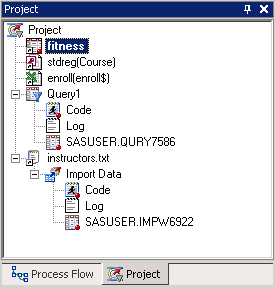 Project
Project
fitness
stdreg(Course)
enroll(enroll$)
Query1
Code
Log
SASUSER.QURY7586
instructors.txt
Import Data
Code
Log
SASUSER.IMPW6922
Process Flow Project